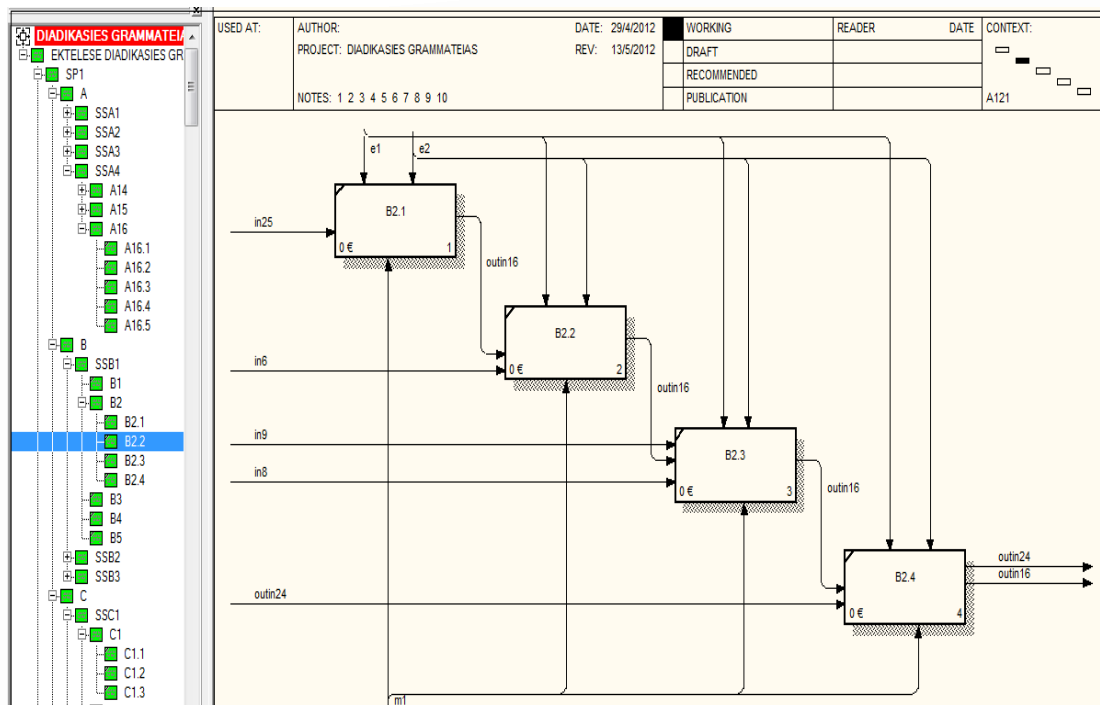 DIADIKASIES GRAMMATEIA
EKTELESE DIADIKASIES GR
SP1
A
SSA1
SSA2
SSA3
SSA4
A14
A15
A16
A16.1
A16.2
A16.3
A16.4
A16.5
B
SSB1
B1
B2
B2.1
B2.2
B2.3
B2.4
B3
B4
B5
SSB2
SSB3
C
SSC1
C1
C1.1
C1.2
C1.3
USED AT: AUTHOR: DATE: 29/4/2012 WORKING READER DATE CONTEXT:
PROJECT: DIADIKASIES GRAMMATEIAS REV: 13/5/2012 DRAFT
RECOMMENDED
NOTES: 1 2 3 4 5 6 7 8 9 10 PUBLICATION A121
e1 e2
B2.1
in25
0 € 1
outin16
B2.2
in6
0 € 2
outin16
in9
B2.3
in8
0 € 3
outin16
outin24
B2.4
outin16
outin24
0 € 4
m1